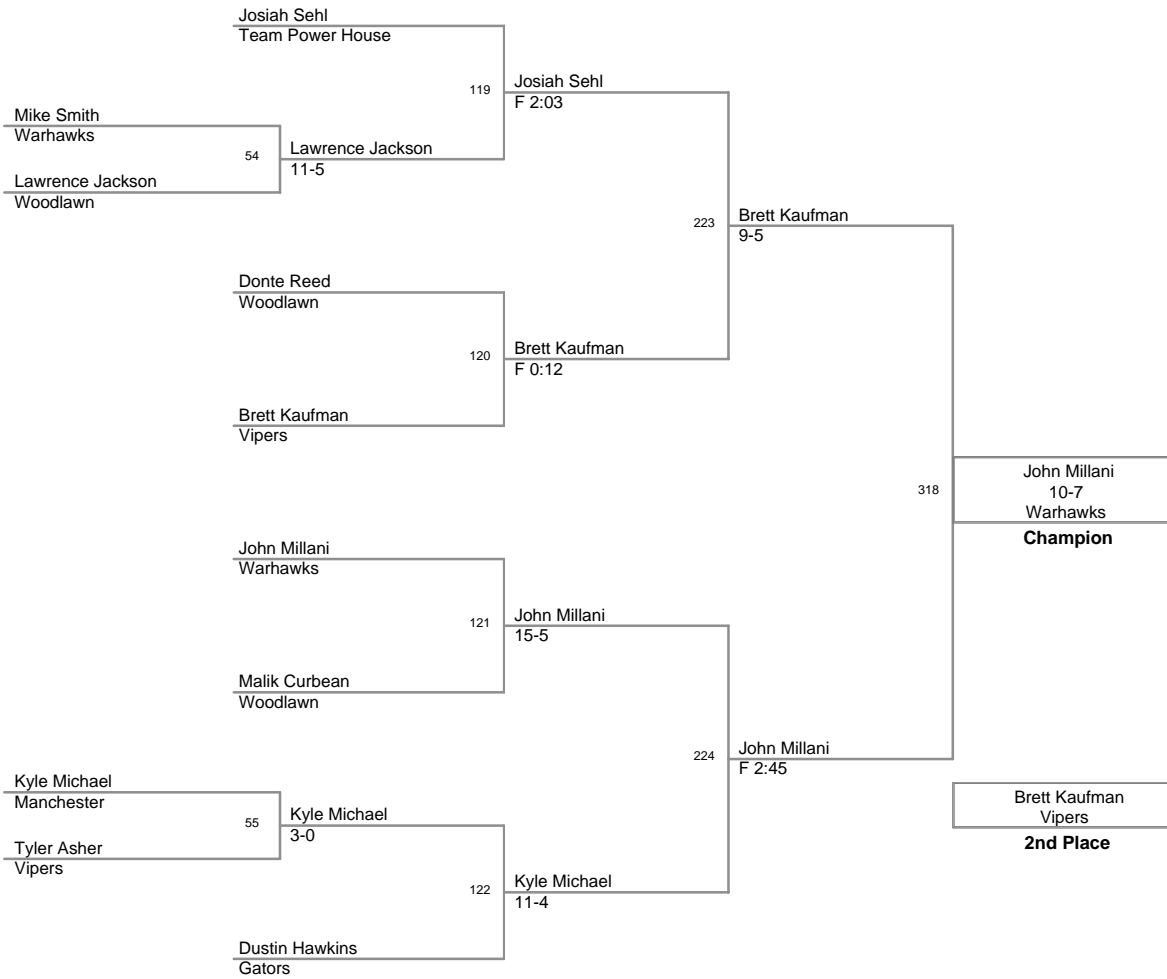 Josiah Sehl
Team Power House
119
Josiah Sehl
F 2:03
Mike Smith
Warhawks
54
Lawrence Jackson
11-5
Lawrence Jackson
Woodlawn
223
Brett Kaufman
9-5
Donte Reed
Woodlawn
120
Brett Kaufman
F 0:12
Brett Kaufman
Vipers
318
John Millani
10-7
Warhawks
Champion
John Millani
Warhawks
121
John Millani
15-5
Malik Curbean
Woodlawn
224
John Millani
F 2:45
Kyle Michael
Manchester
55
Kyle Michael
3-0
Tyler Asher
Vipers
Brett Kaufman
Vipers
2nd Place
122
Kyle Michael
11-4
Dustin Hawkins
Gators